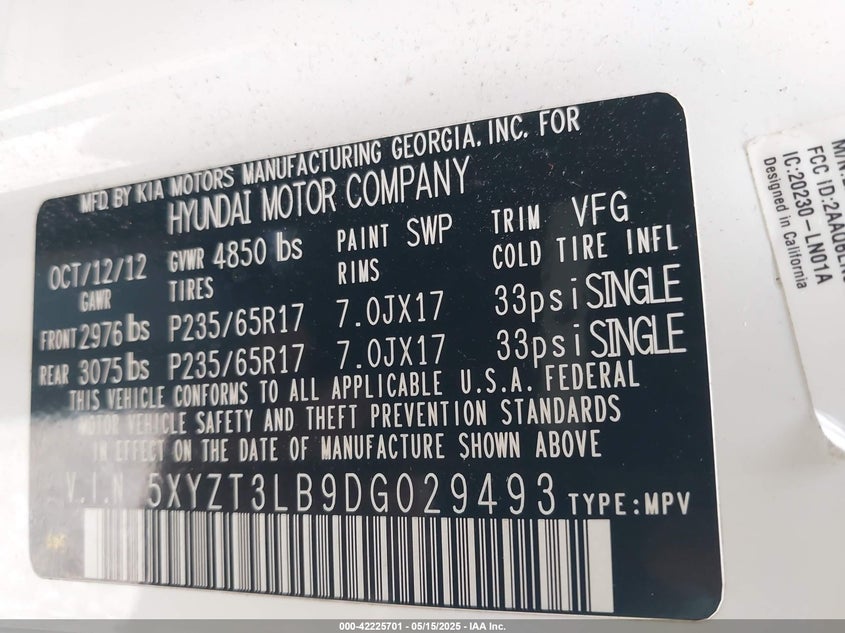 MFD. BY KIA MOTORS MANUFACTURING GEORGIA. INC. FOR
HYUNDAI MOTOR COMPANY
OCT/12/12 GVWR 4850 lbs PAINT SWP TRIM VFG
GAWR TIRES RIMS COLD TIRE INFL
FRONT 2976 lbs P235/65R17 7.0JX17 33psi SINGLE
REAR 3075 lbs P235/65R17 7.0JX17 33psi SINGLE
THIS VEHICLE CONFORMS TO ALL APPLICABLE U.S.A. FEDERAL
MOTOR VEHICLE SAFETY AND THEFT PREVENTION STANDARDS
IN EFFECT ON THE DATE OF MANUFACTURE SHOWN ABOVE
V.I.N 5XYZT3LB9DG029493 TYPE:MPV
FCC ID:2AAQ6LN0
IC:20230-LN01A
Designed in California
000-42225701 - 05/15/2025 - IAA Inc.